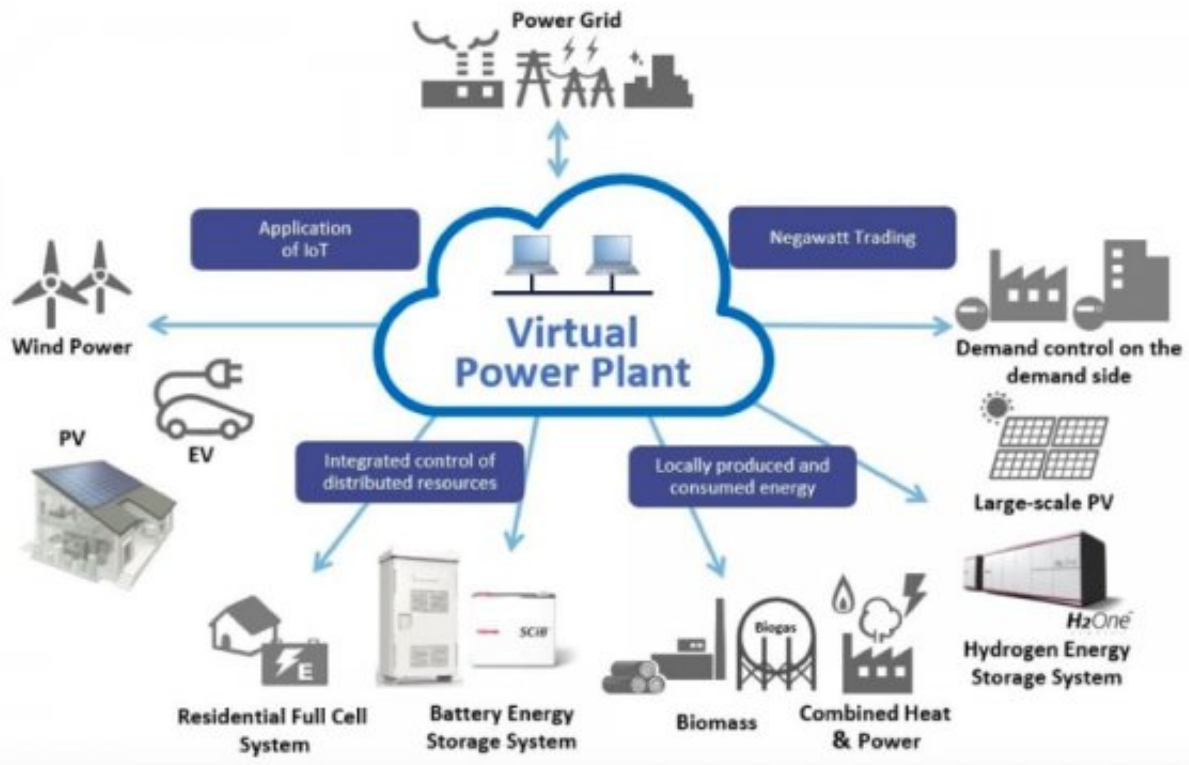 Power Grid
Application
of IoT
Negawatt Trading
Virtual
Power Plant
Wind Power
Demand control on the
demand side
EV
PV
Integrated control of
distributed resources
Locally produced and
consumed energy
Large-scale PV
SCiB
E
Biogas
H2One
Hydrogen Energy
Storage System
Residential Full Cell
System
Battery Energy
Storage System
Biomass
Combined Heat
& Power